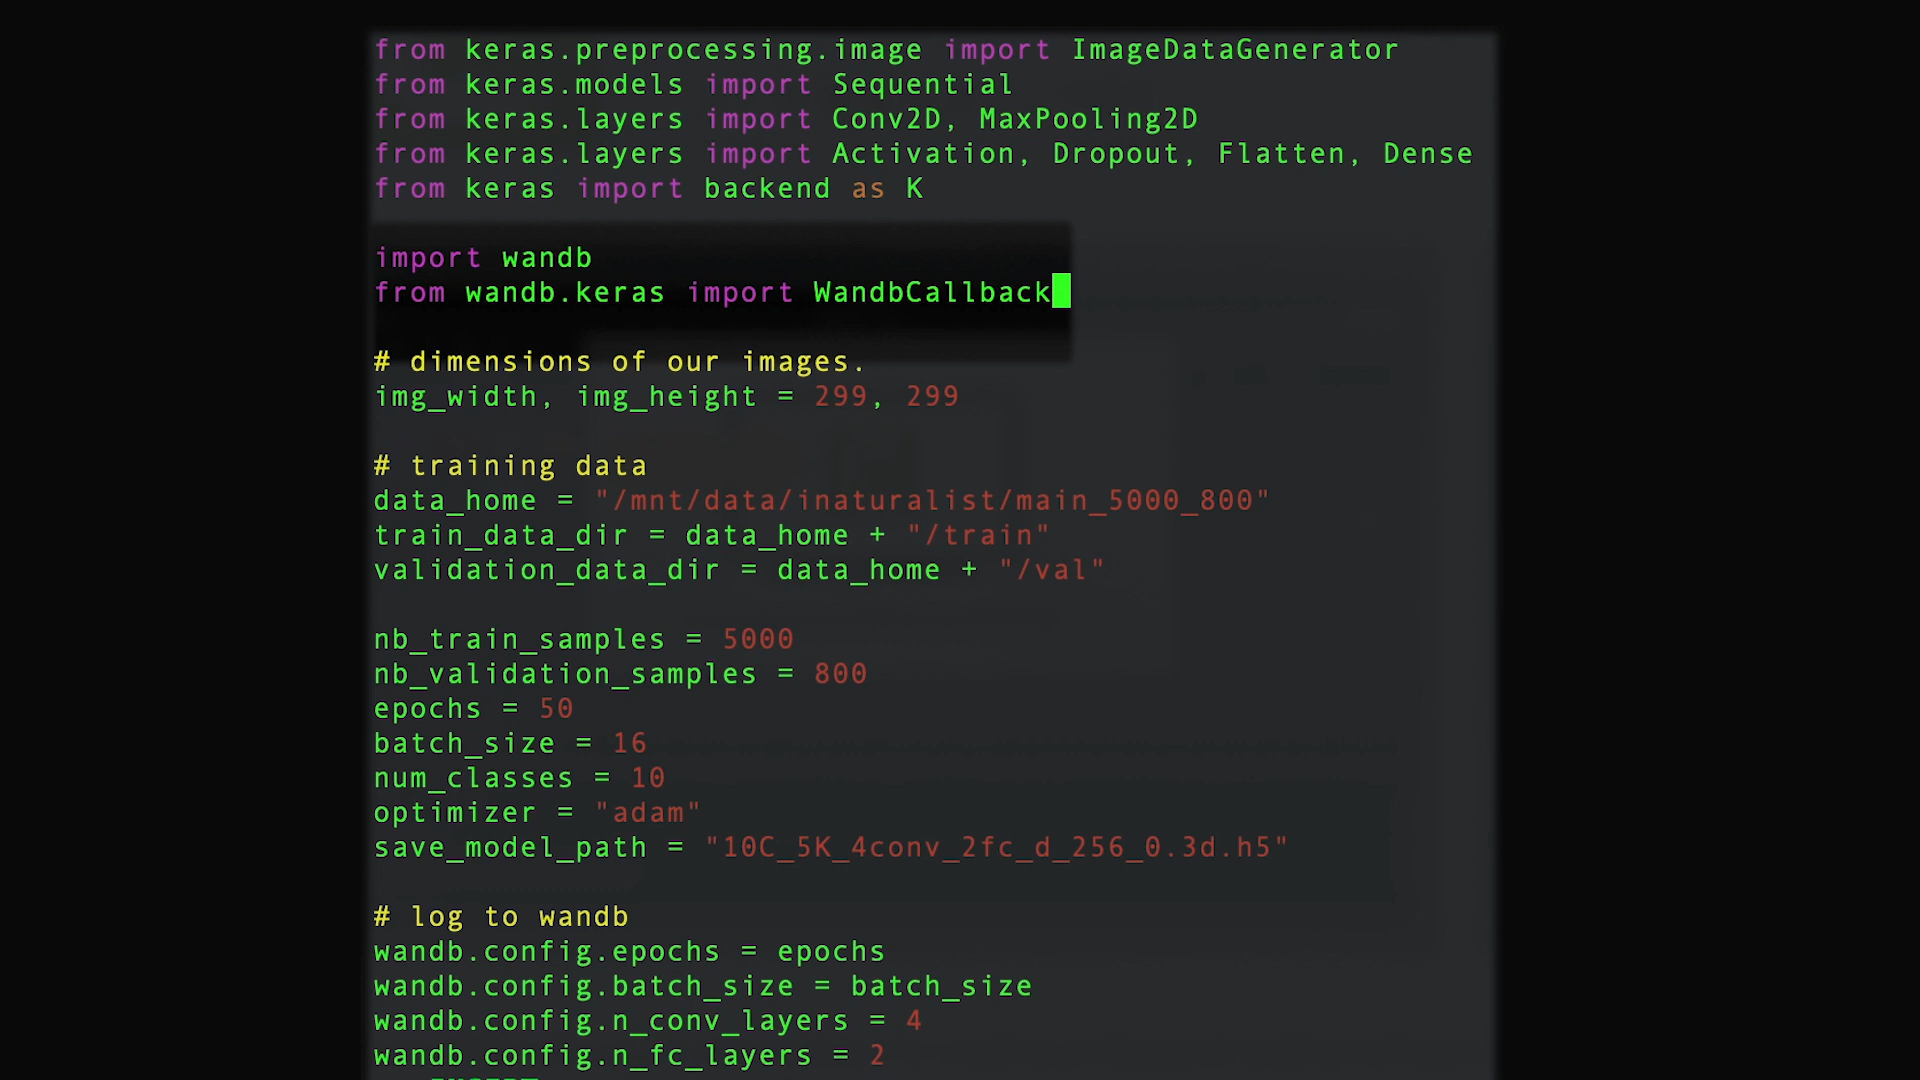 from keras.preprocessing.image import ImageDataGenerator
from keras.models import Sequential
from keras.layers import Conv2D, MaxPooling2D
from keras.layers import Activation, Dropout, Flatten, Dense
from keras import backend as K
import wandb
from wandb.keras import WandbCallback
# dimensions of our images.
img_width, img_height = 299, 299
# training data
data_home = "/mnt/data/inaturalist/main_5000_800"
train_data_dir = data_home + "/train"
validation_data_dir = data_home + "/val"
nb_train_samples = 5000
nb_validation_samples = 800
epochs = 50
batch_size = 16
num_classes = 10
optimizer = "adam"
save_model_path = "10C_5K_4conv_2fc_d_256_0.3d.h5"
# log to wandb
wandb.config.epochs = epochs
wandb.config.batch_size = batch_size
wandb.config.n_conv_layers = 4
wandb.config.n_fc_layers = 2